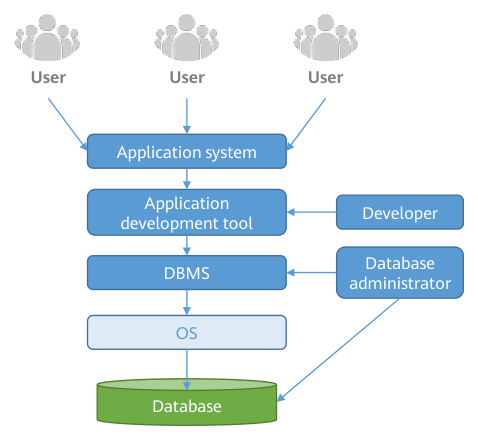 User
User
User
Application system
Application
development tool
Developer
DBMS
Database
administrator
OS
Database